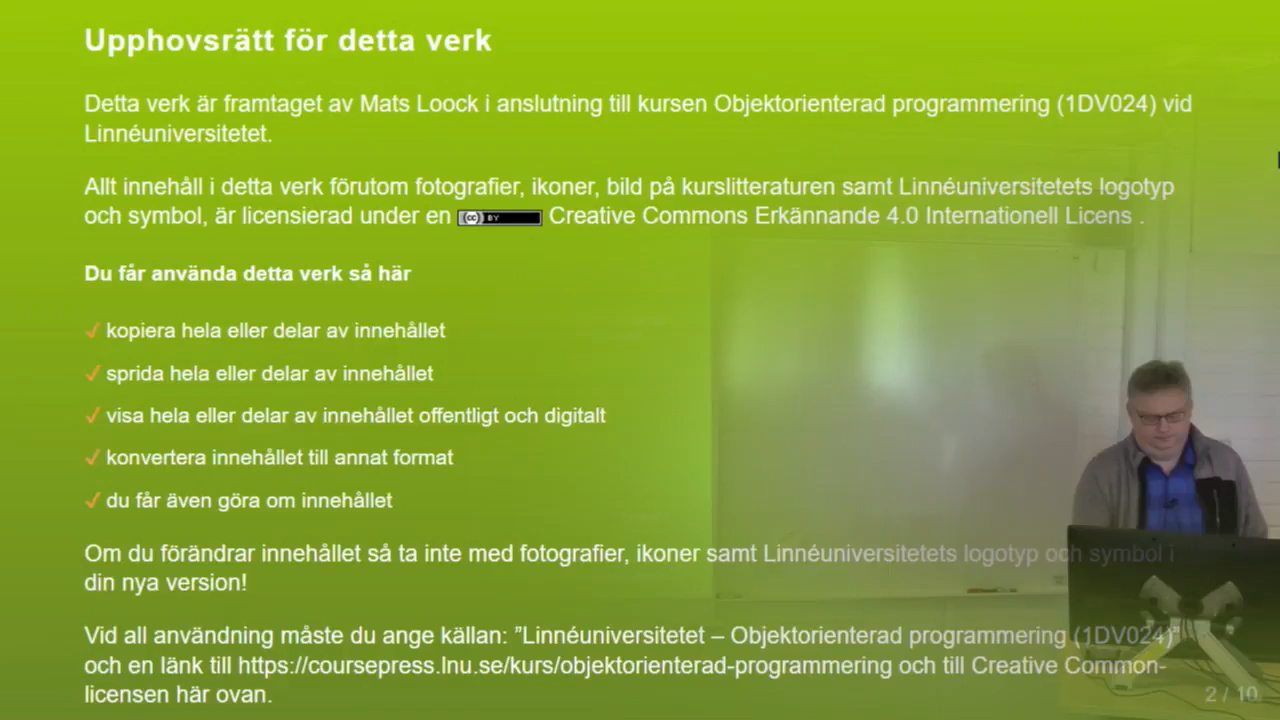 Upphovsrätt för detta verk
Detta verk är framtaget av Mats Loock i anslutning till kursen Objektorienterad programmering (1DV024) vid
Linnéuniversitetet.
Allt innehåll i detta verk förutom fotografier, ikoner, bild på kurslitteraturen samt Linnéuniversitetets logotyp
och symbol, är licensierad under en (cc) BY Creative Commons Erkännande 4.0 Internationell Licens .
Du får använda detta verk så här
✓ kopiera hela eller delar av innehållet
✓ sprida hela eller delar av innehållet
✓ visa hela eller delar av innehållet offentligt och digitalt
✓ konvertera innehållet till annat format
✓ du får även göra om innehållet
Om du förändrar innehållet så ta inte med fotografier, ikoner samt Linnéuniversitetets logotyp och symbol i
din nya version!
Vid all användning måste du ange källan: ”Linnéuniversitetet – Objektorienterad programmering (1DV024)”
och en länk till https://coursepress.lnu.se/kurs/objektorienterad-programmering och till Creative Common-
licensen här ovan.
2 / 10